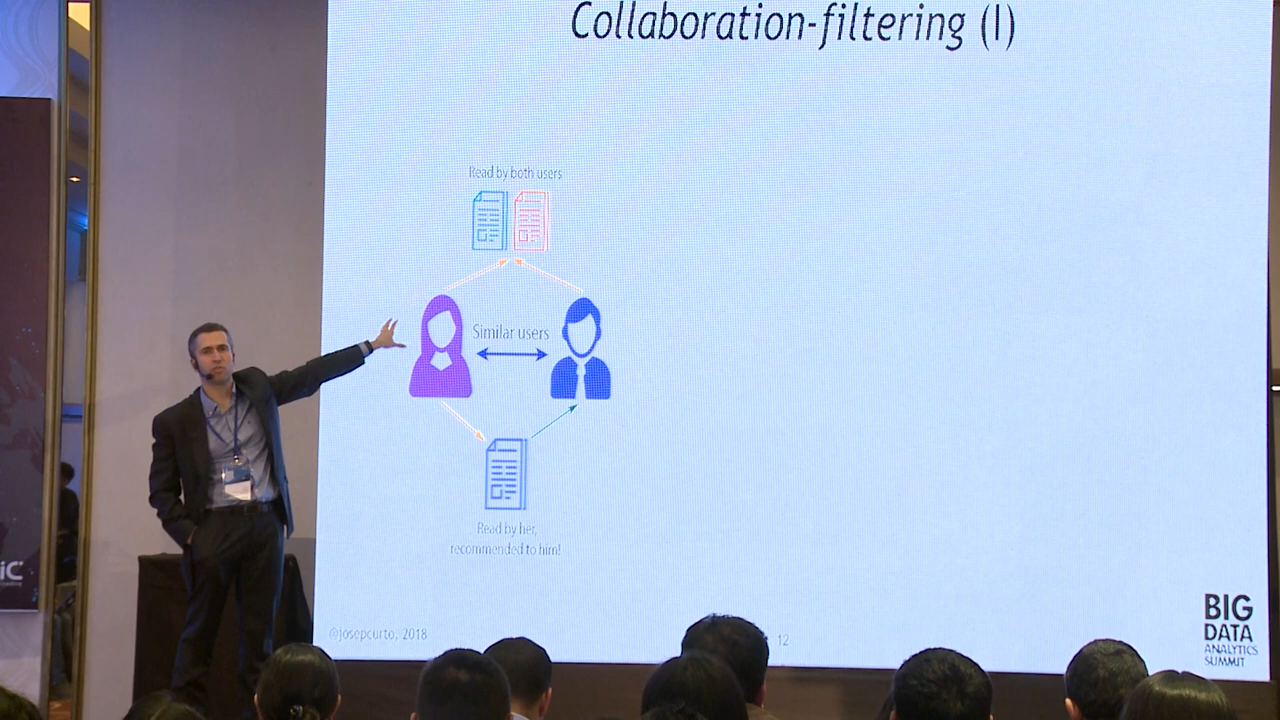 Collaboration-filtering (I)
Read by both users
Similar users
Read by her,
recommended to him!
@josepcurto, 2018
12
BIG
DATA
ANALYTICS
SUMMIT
iC